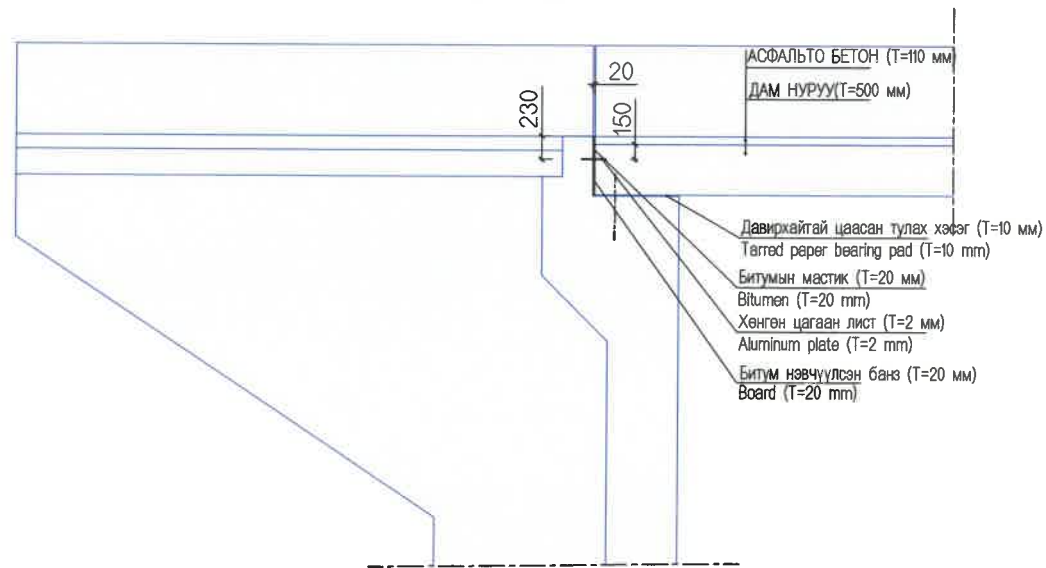 АСФАЛЬТО БЕТОН (T=110 мм)
20
ДАМ НУРУУ(T=500 мм)
230
150
Давирхайтай цаасан тулах хэсэг (T=10 мм)
Tarred paper bearing pad (T=10 mm)
Битумын мастик (T=20 мм)
Bitumen (T=20 mm)
Хөнгөн цагаан лист (T=2 мм)
Aluminum plate (T=2 mm)
Битум нэвчүүлсэн банз (T=20 мм)
Board (T=20 mm)